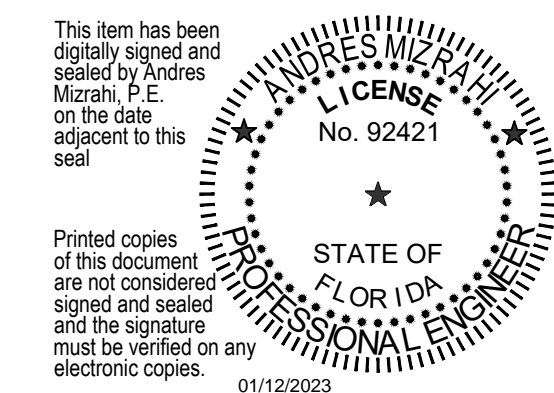 This item has been
digitally signed and
sealed by Andres
Mizrahi, P.E.
on the date
adjacent to this
seal
Printed copies
of this document
are not considered
signed and sealed
and the signature
must be verified on any
electronic copies.
ANDRES MIZRAHI
LICENSE
No. 92421
STATE OF
FLORIDA
PROFESSIONAL ENGINEER
01/12/2023